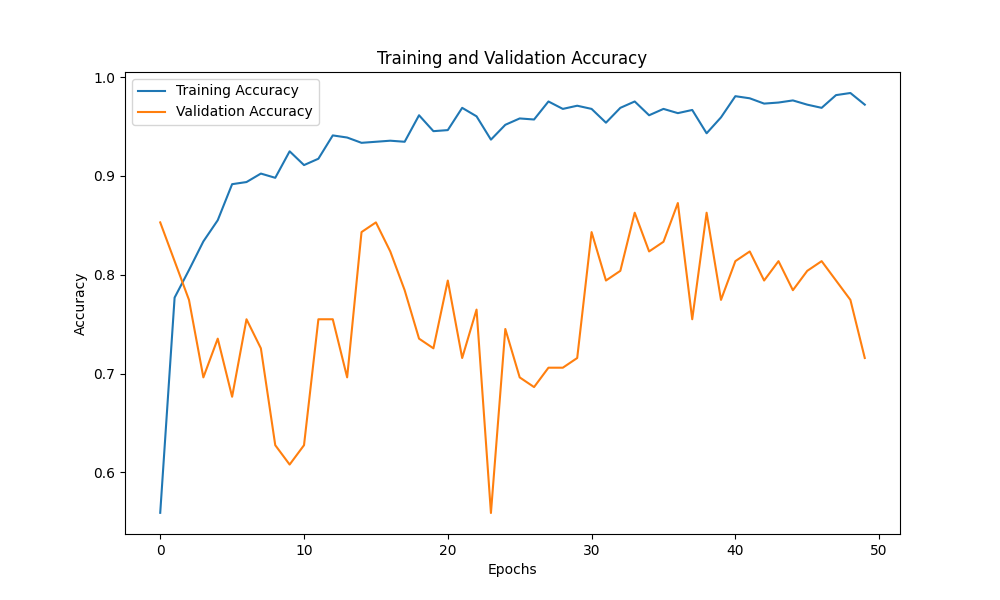 Training and Validation Accuracy
Training Accuracy
Validation Accuracy
1.0
0.9
0.8
0.7
0.6
Accuracy
0
10
20
30
40
50
Epochs